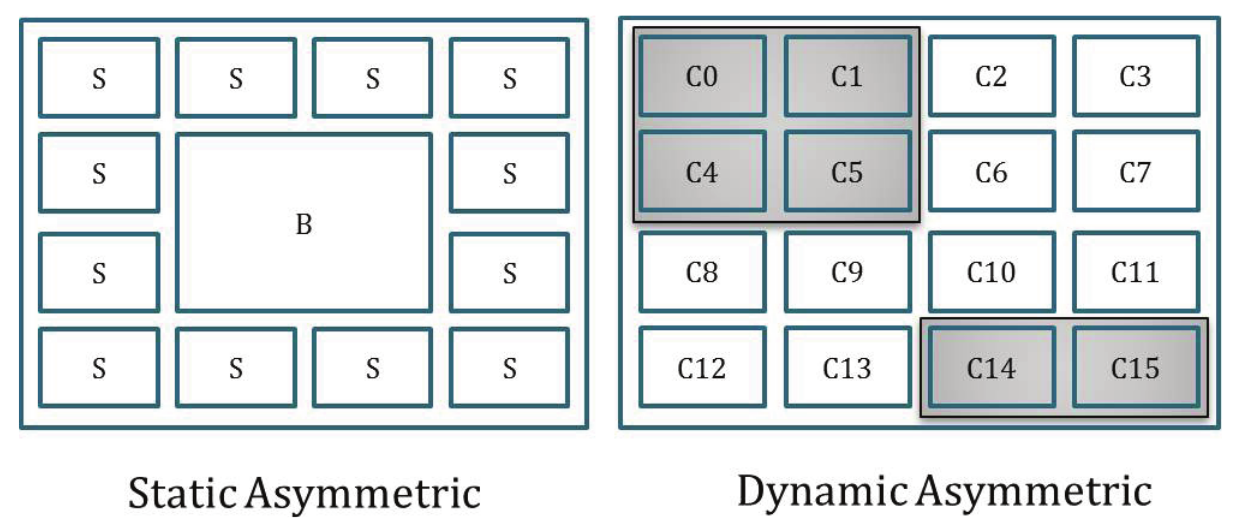 S S S S
S S
B
S S
S S S S
Static Asymmetric
C0 C1 C2 C3
C4 C5 C6 C7
C8 C9 C10 C11
C12 C13 C14 C15
Dynamic Asymmetric